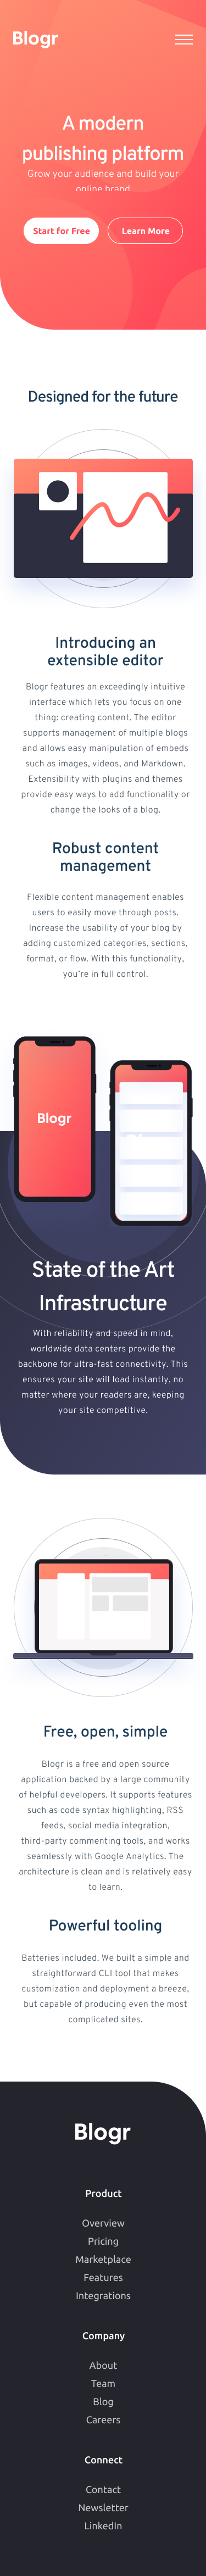 Blogr
A modern
publishing platform
Grow your audience and build your
online brand
Start for Free
Learn More
Designed for the future
Introducing an
extensible editor
Blogr features an exceedingly intuitive
interface which lets you focus on one
thing: creating content. The editor
supports management of multiple blogs
and allows easy manipulation of embeds
such as images, videos, and Markdown.
Extensibility with plugins and themes
provide easy ways to add functionality or
change the looks of a blog.
Robust content
management
Flexible content management enables
users to easily move through posts.
Increase the usability of your blog by
adding customized categories, sections,
format, or flow. With this functionality,
you're in full control.
Blogr
State of the Art
Infrastructure
With reliability and speed in mind,
worldwide data centers provide the
backbone for ultra-fast connectivity. This
ensures your site will load instantly, no
matter where your readers are, keeping
your site competitive.
Free, open, simple
Blogr is a free and open source
application backed by a large community
of helpful developers. It supports features
such as code syntax highlighting, RSS
feeds, social media integration,
third-party commenting tools, and works
seamlessly with Google Analytics. The
architecture is clean and is relatively easy
to learn.
Powerful tooling
Batteries included. We built a simple and
straightforward CLI tool that makes
customization and deployment a breeze,
but capable of producing even the most
complicated sites.
Blogr
Product
Overview
Pricing
Marketplace
Features
Integrations
Company
About
Team
Blog
Careers
Connect
Contact
Newsletter
LinkedIn